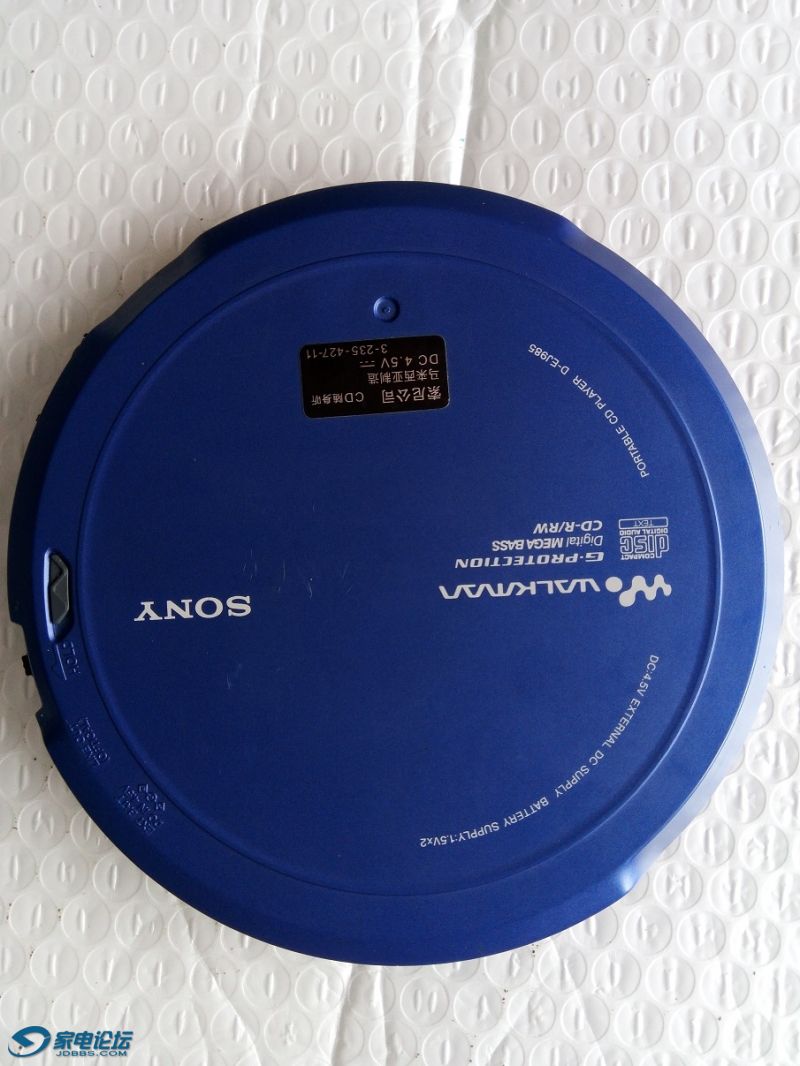 PORTABLE CD PLAYER D-EJ985
索尼公司 CD随身听
马来西亚制造
DC 4.5V
3-235-427-11
SONY
WALKMAN
G-PROTECTION
Digital MEGA BASS
CD-R/RW
COMPACT
disc
DIGITAL AUDIO
TEXT
HOLD
DC:4.5V EXTERNAL DC SUPPLY BATTERY SUPPLY:1.5Vx2
家电论坛
JDBBS.COM